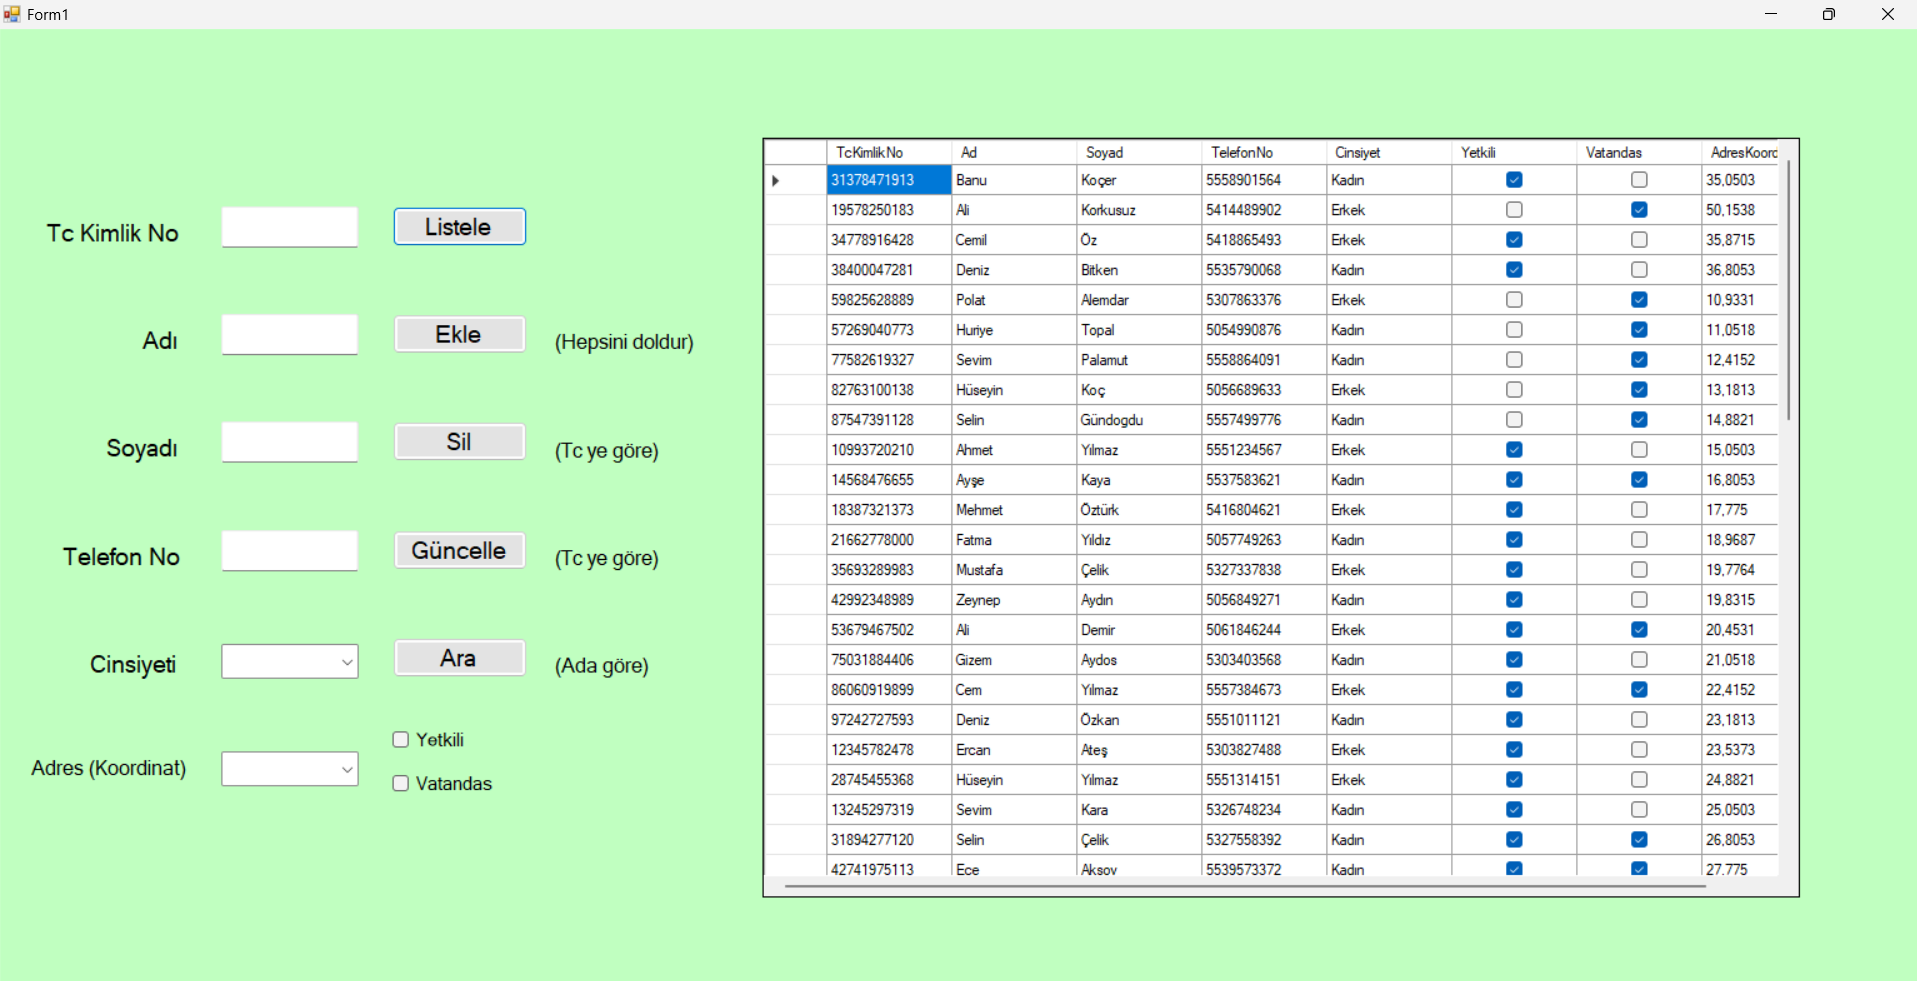 Form1
Tc Kimlik No
Listele
Adı
Ekle
(Hepsini doldur)
Soyadı
Sil
(Tc ye göre)
Telefon No
Güncelle
(Tc ye göre)
Cinsiyeti
Ara
(Ada göre)
Adres (Koordinat)
Yetkili
Vatandas
TcKimlikNo Ad Soyad TelefonNo Cinsiyet Yetkili Vatandas AdresKoord
31378471913 Banu Koçer 5558901564 Kadın 35,0503
19578250183 Ali Korkusuz 5414489902 Erkek 50,1538
34778916428 Cemil Öz 5418865493 Erkek 35,8715
38400047281 Deniz Bitken 5535790068 Kadın 36,8053
59825628889 Polat Alemdar 5307863376 Erkek 10,9331
57269040773 Huriye Topal 5054990876 Kadın 11,0518
77582619327 Sevim Palamut 5558864091 Kadın 12,4152
82763100138 Hüseyin Koç 5056689633 Erkek 13,1813
87547391128 Selin Gündogdu 5557499776 Kadın 14,8821
10993720210 Ahmet Yılmaz 5551234567 Erkek 15,0503
14568476655 Ayşe Kaya 5537583621 Kadın 16,8053
18387321373 Mehmet Öztürk 5416804621 Erkek 17,775
21662778000 Fatma Yıldız 5057749263 Kadın 18,9687
35693289983 Mustafa Çelik 5327337838 Erkek 19,7764
42992348989 Zeynep Aydın 5056849271 Kadın 19,8315
53679467502 Ali Demir 5061846244 Erkek 20,4531
75031884406 Gizem Aydos 5303403568 Kadın 21,0518
86060919899 Cem Yılmaz 5557384673 Erkek 22,4152
97242727593 Deniz Özkan 5551011121 Kadın 23,1813
12345782478 Ercan Ateş 5303827488 Erkek 23,5373
28745455368 Hüseyin Yılmaz 5551314151 Erkek 24,8821
13245297319 Sevim Kara 5326748234 Kadın 25,0503
31894277120 Selin Çelik 5327558392 Kadın 26,8053
42741975113 Ece Aksoy 5539573372 Kadın 27,775